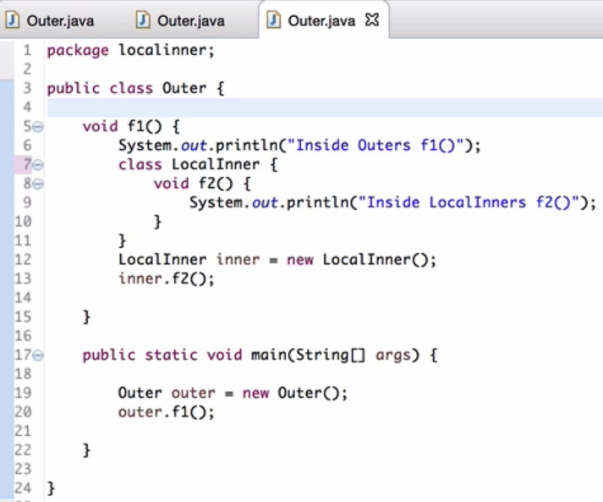 Outer.java Outer.java Outer.java
1 package localinner;
2
3 public class Outer {
4
5 void f1() {
6 System.out.println("Inside Outers f1()");
7 class LocalInner {
8 void f2() {
9 System.out.println("Inside LocalInners f2()");
10 }
11 }
12 LocalInner inner = new LocalInner();
13 inner.f2();
14
15 }
16
17 public static void main(String[] args) {
18
19 Outer outer = new Outer();
20 outer.f1();
21
22 }
23
24 }